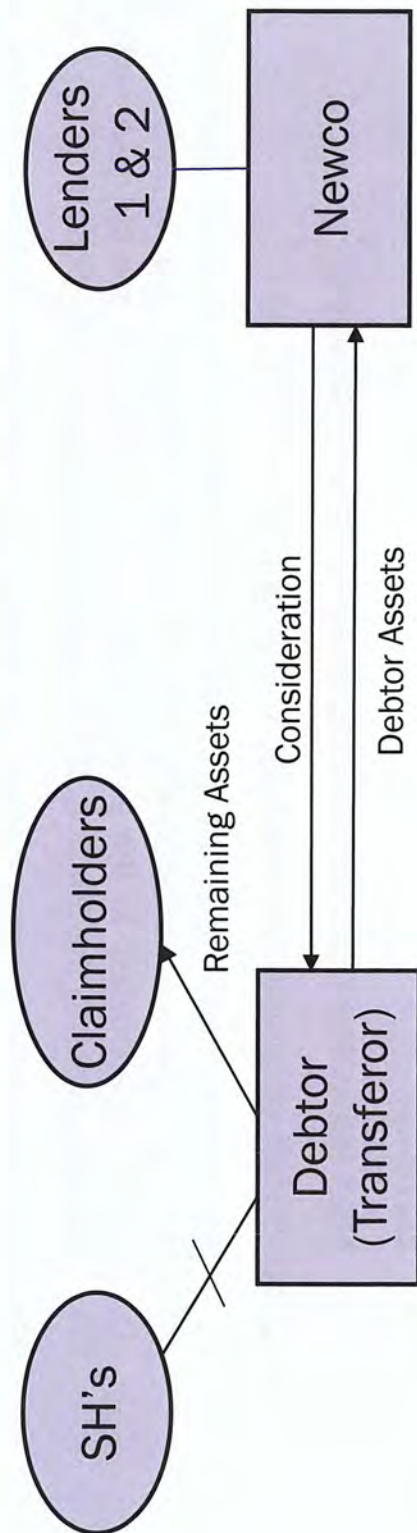 SH's
Claimholders
Lenders
1 & 2
Remaining Assets
Consideration
Debtor Assets
Debtor
(Transferor)
Newco